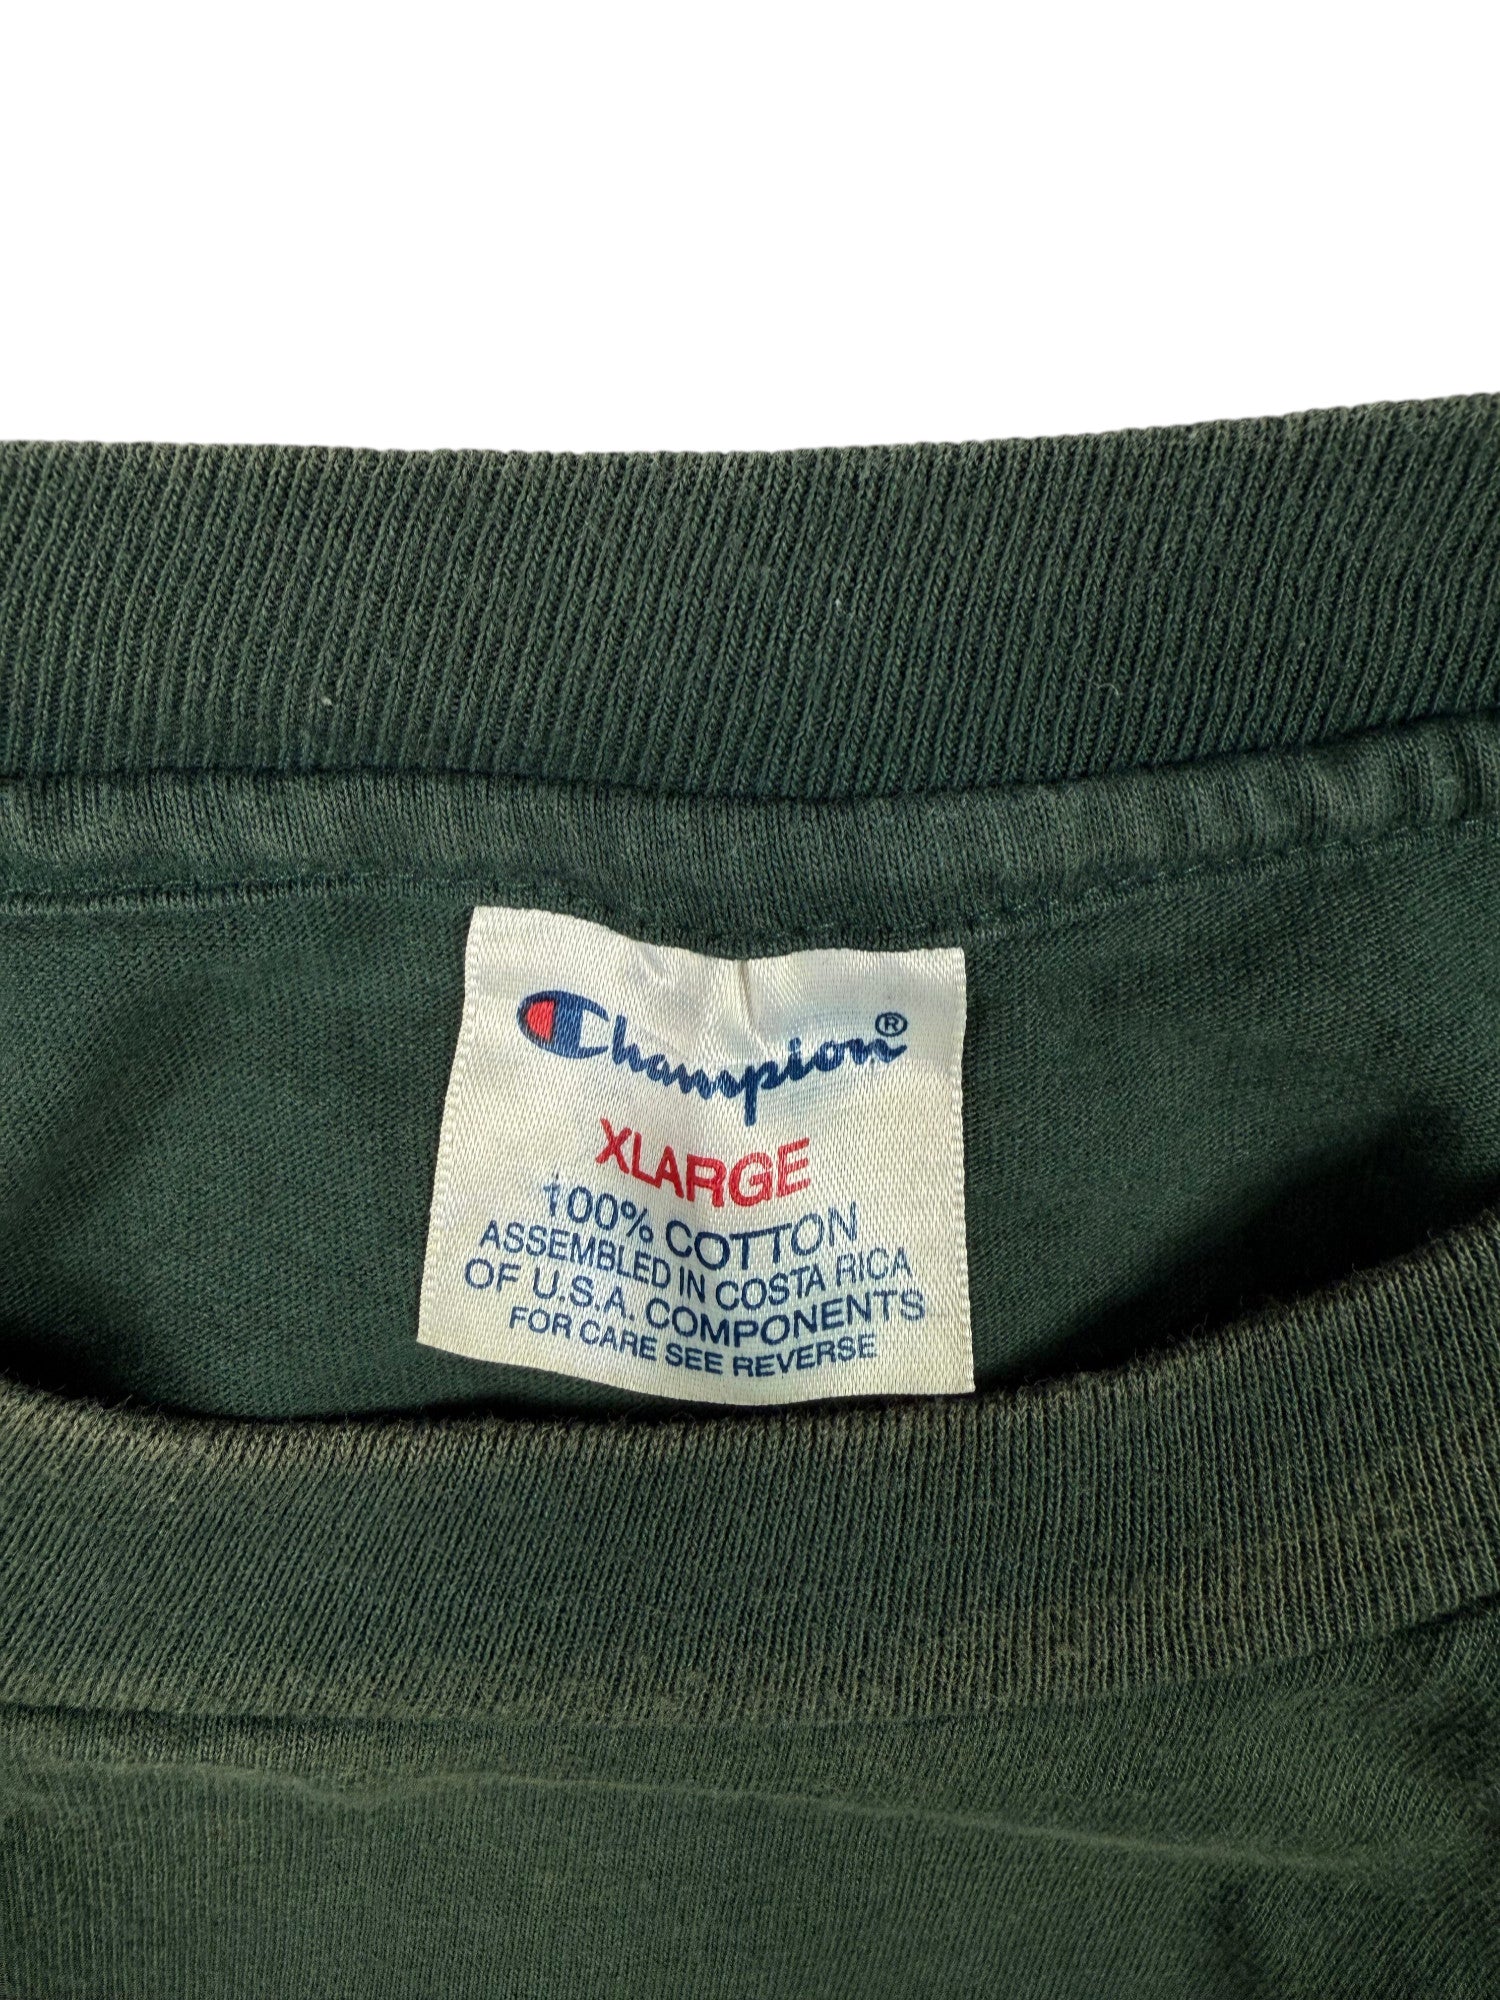 Champion®
XLARGE
100% COTTON
ASSEMBLED IN COSTA RICA
OF U.S.A. COMPONENTS
FOR CARE SEE REVERSE